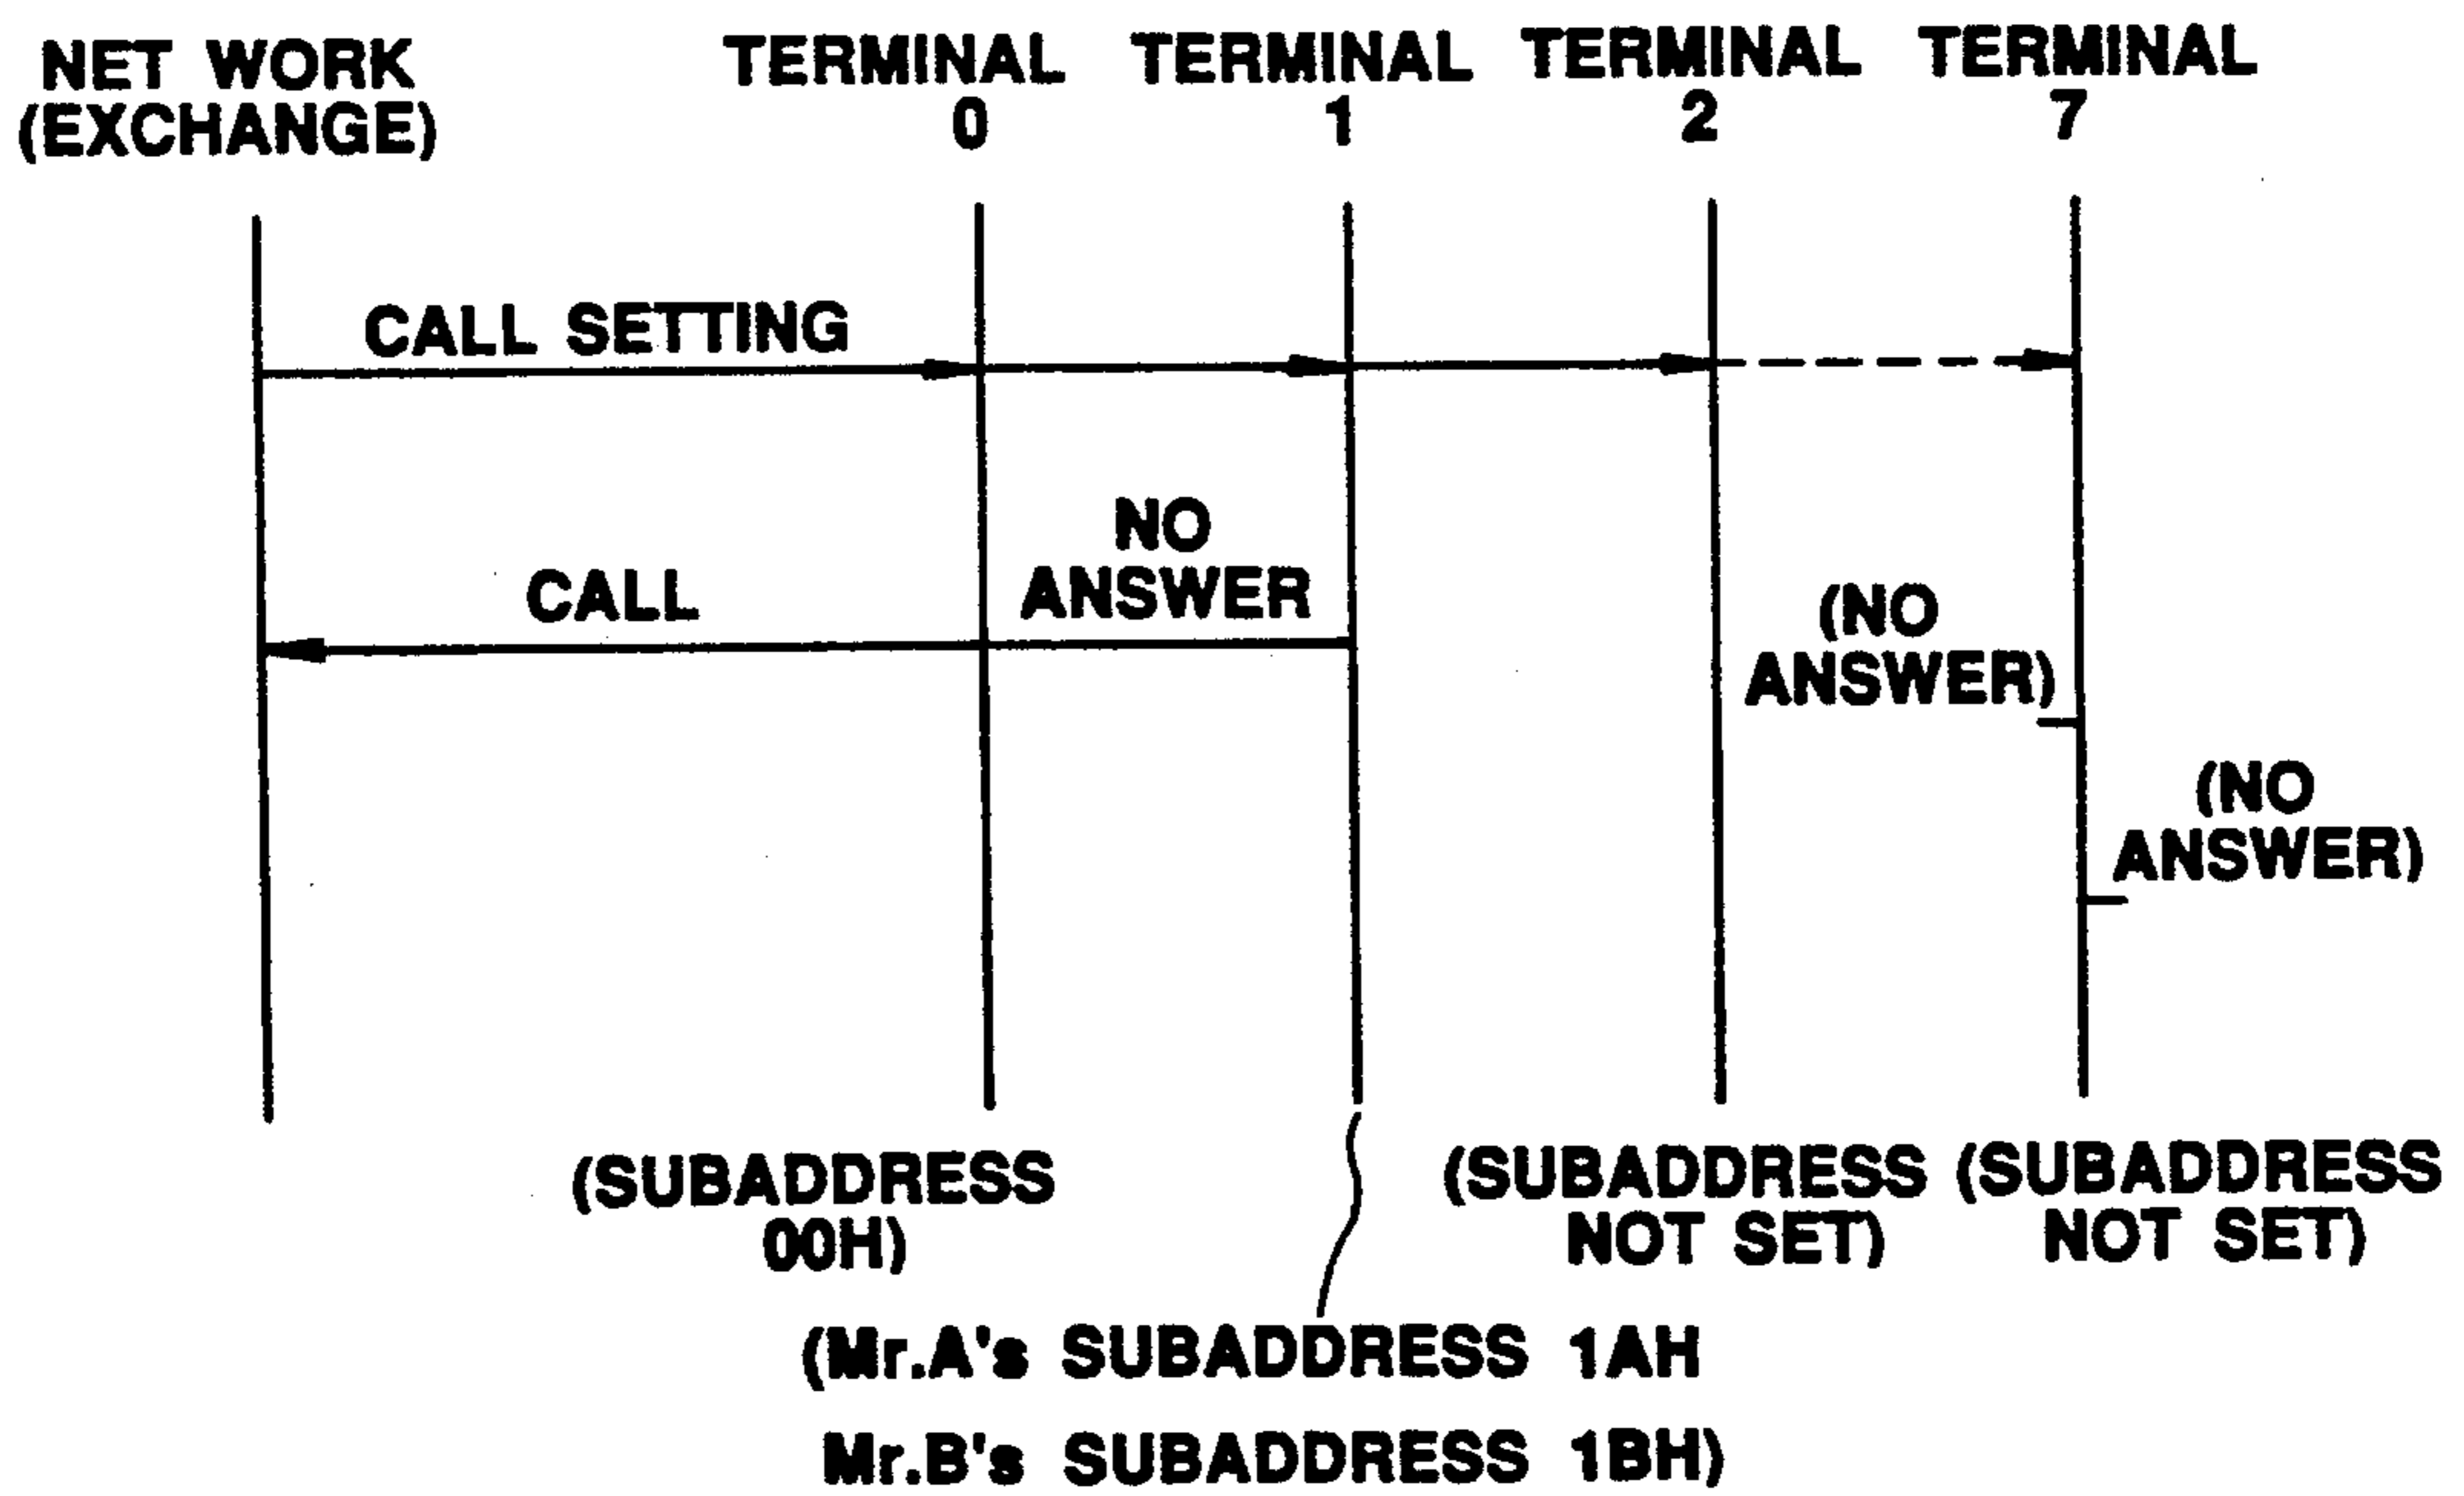 NET WORK
(EXCHANGE)
TERMINAL
0
TERMINAL
1
TERMINAL
2
TERMINAL
7
CALL SETTING
CALL
NO
ANSWER
(NO
ANSWER)
(NO
ANSWER)
(SUBADDRESS
00H)
(SUBADDRESS
NOT SET)
(SUBADDRESS
NOT SET)
(Mr.A's SUBADDRESS 1AH
Mr.B's SUBADDRESS 1BH)